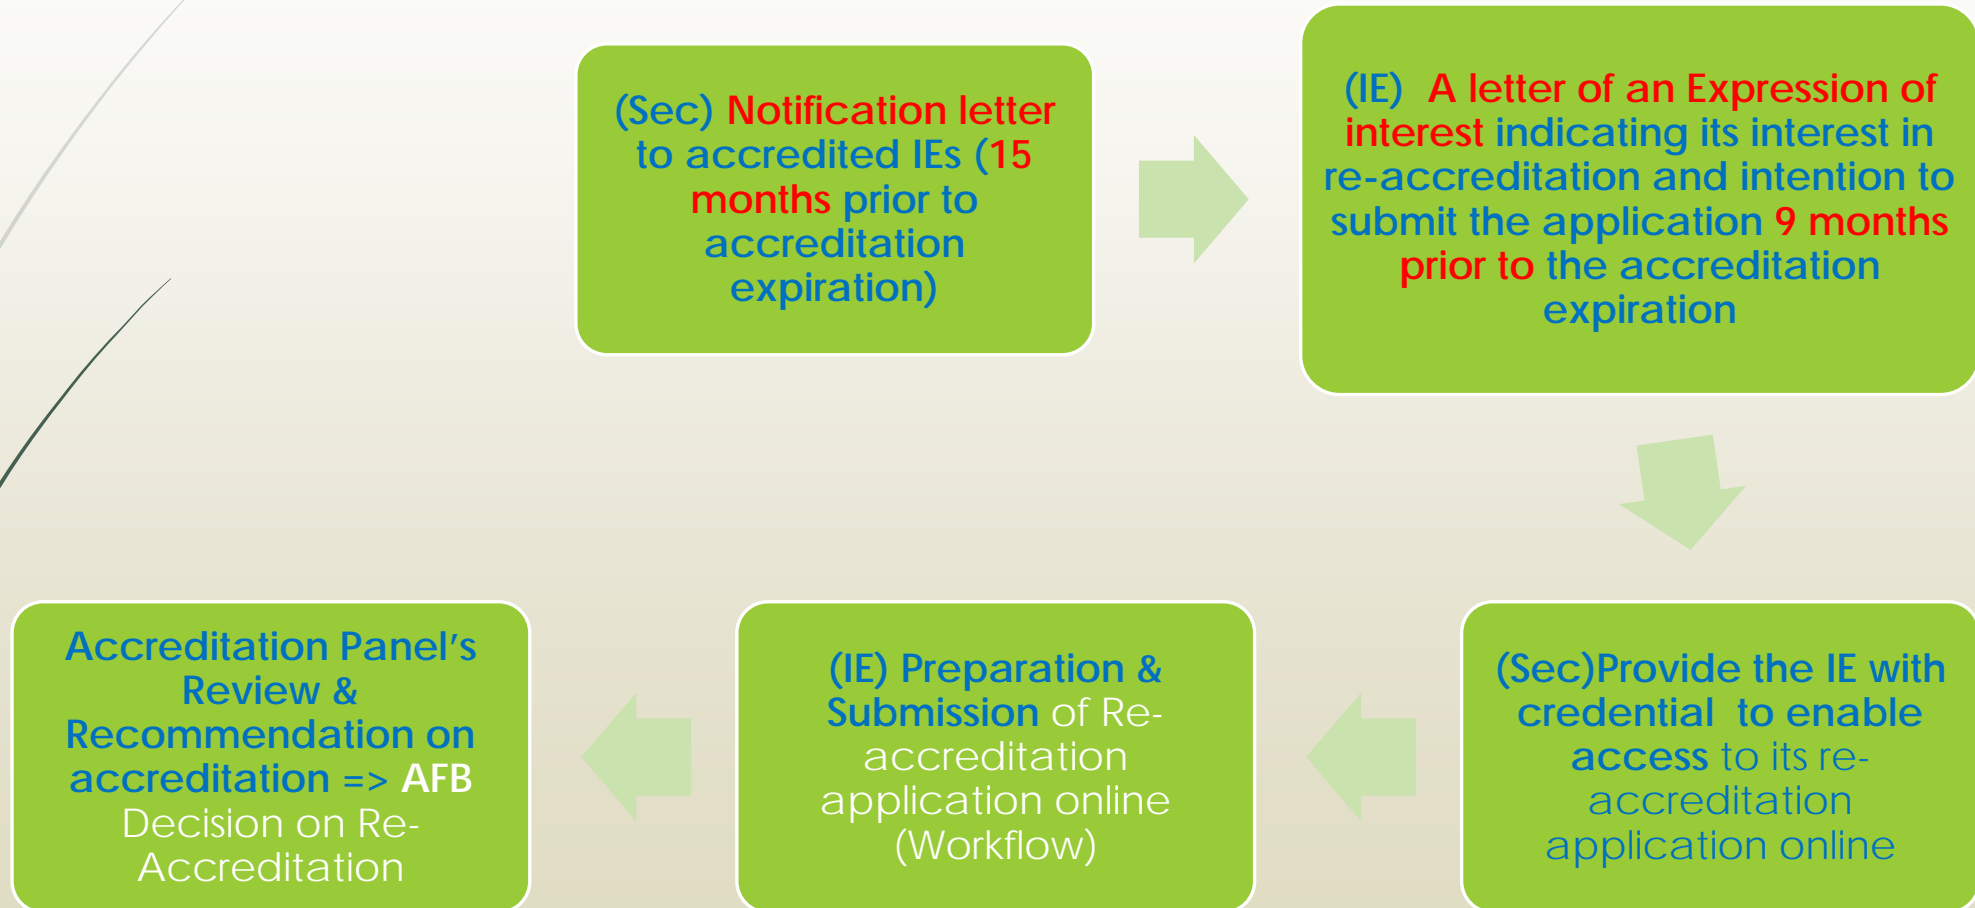 (Sec) Notification letter
to accredited IEs (15
months prior to
accreditation
expiration)
(IE) A letter of an Expression of
interest indicating its interest in
re-accreditation and intention to
submit the application 9 months
prior to the accreditation
expiration
(Sec)Provide the IE with
credential to enable
access to its re-
accreditation
application online
(IE) Preparation &
Submission of Re-
accreditation
application online
(Workflow)
Accreditation Panel’s
Review &
Recommendation on
accreditation => AFB
Decision on Re-
Accreditation